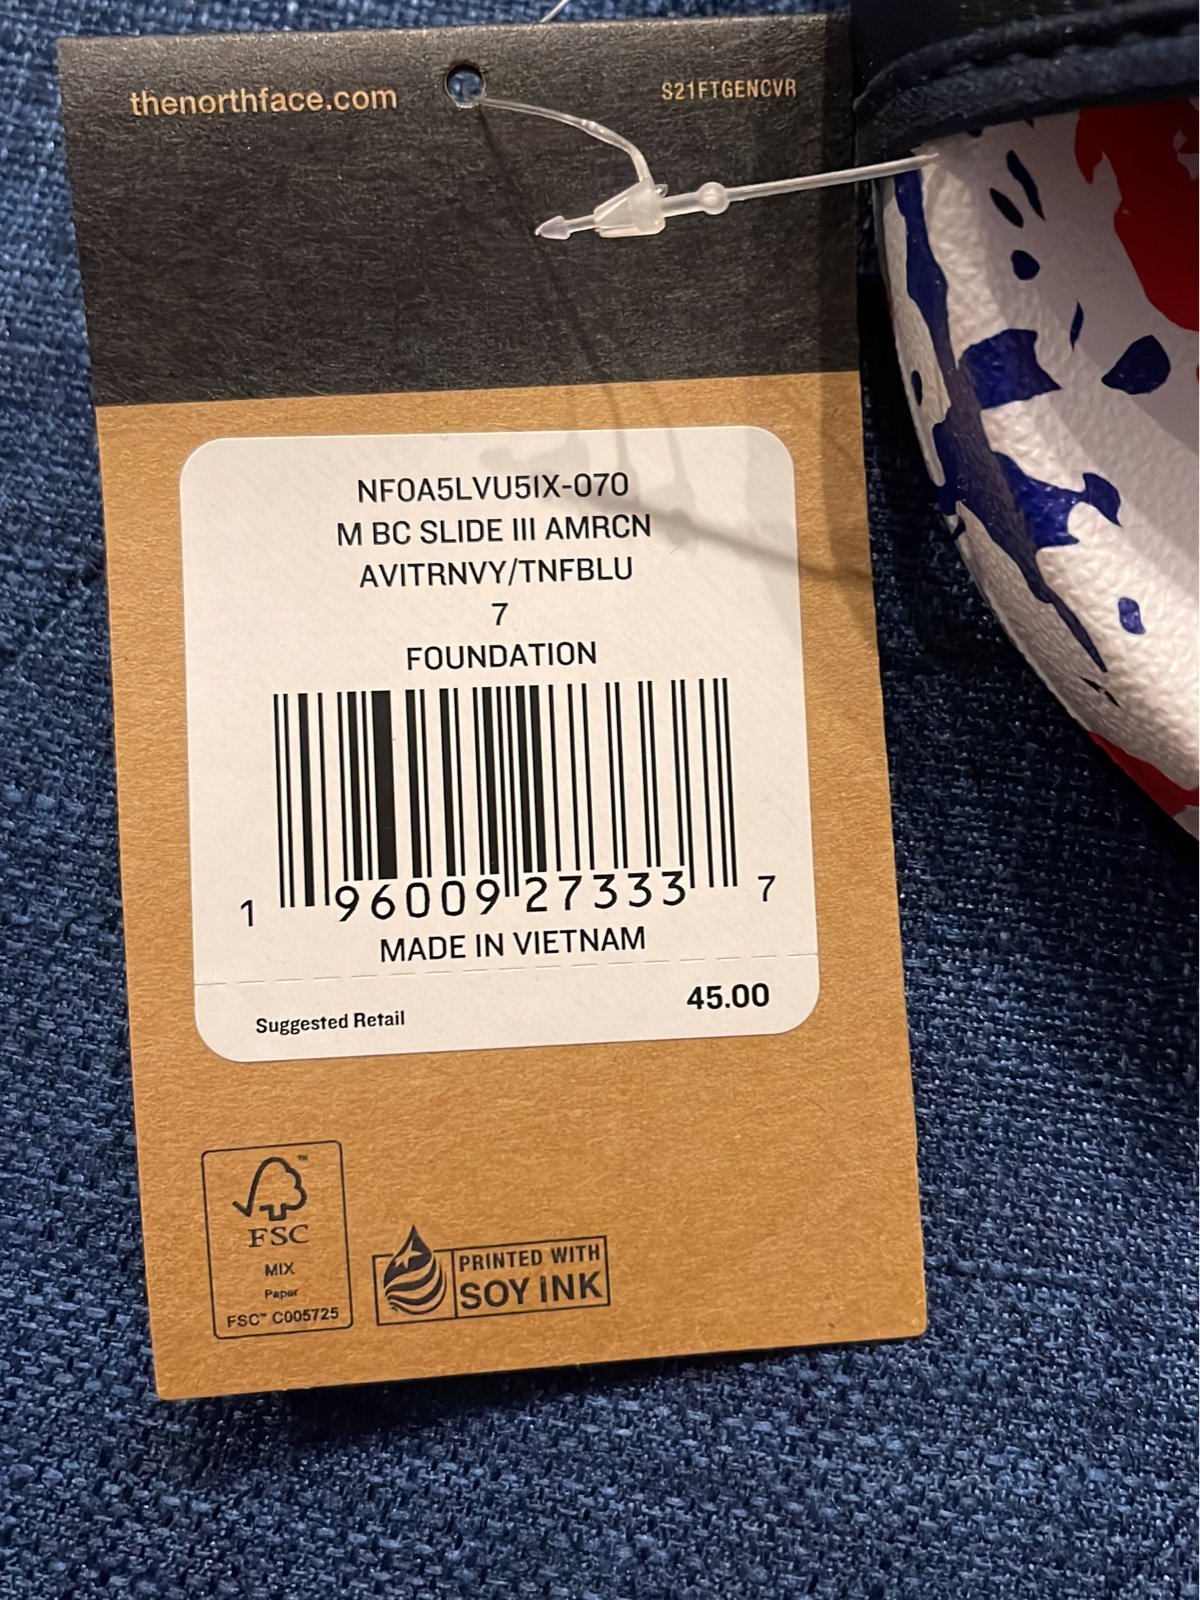 thenorthface.com
S21FTGENCVR
NF0A5LVU5IX-070
M BC SLIDE III AMRCN
AVITRNVY/TNFBLU
7
FOUNDATION
1 96009 27333 7
MADE IN VIETNAM
Suggested Retail 45.00
™
FSC
MIX
Paper
FSC™ C005725
PRINTED WITH
SOY INK